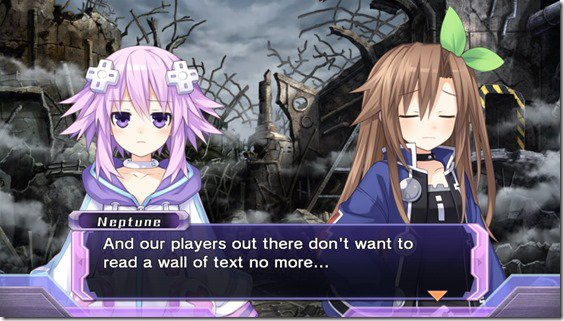 Neptune
And our players out there don't want to
read a wall of text no more...